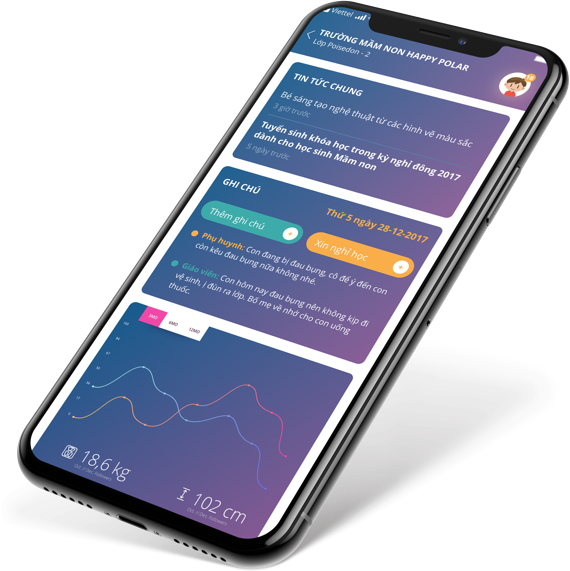 Viettel
TRƯỜNG MẦM NON HAPPY POLAR
Lớp Poisedon - 2
TIN TỨC CHUNG
Bé sáng tạo nghệ thuật từ các hình vẽ màu sắc
3 giờ trước
Tuyển sinh khóa học trong kỳ nghỉ đông 2017
dành cho học sinh Mầm non
5 ngày trước
GHI CHÚ
Thứ 5 ngày 28-12-2017
Thêm ghi chú
Xin nghỉ học
Phụ huynh: Con đang bị đau bụng, cô để ý đến con
còn kêu đau bụng nữa không nhé.
Giáo viên: Con hôm nay đau bụng nên không kịp đi
vệ sinh, ị đùn ra lớp. Bố mẹ về nhớ cho con uống
thuốc.
6MO
12MO
18,6 kg
102 cm